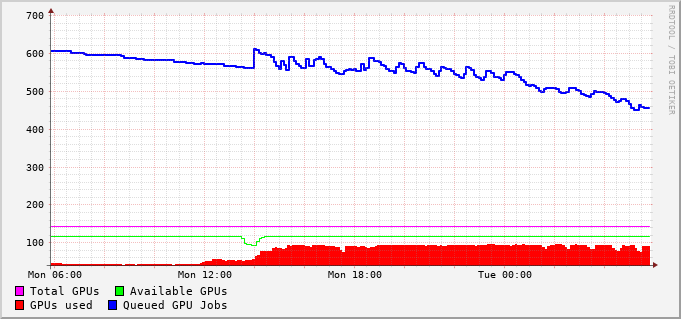 700
600
500
400
300
200
100
Mon 06:00 Mon 12:00 Mon 18:00 Tue 00:00
Total GPUs Available GPUs
GPUs used Queued GPU Jobs
RRDTOOL / TOBI OETIKER